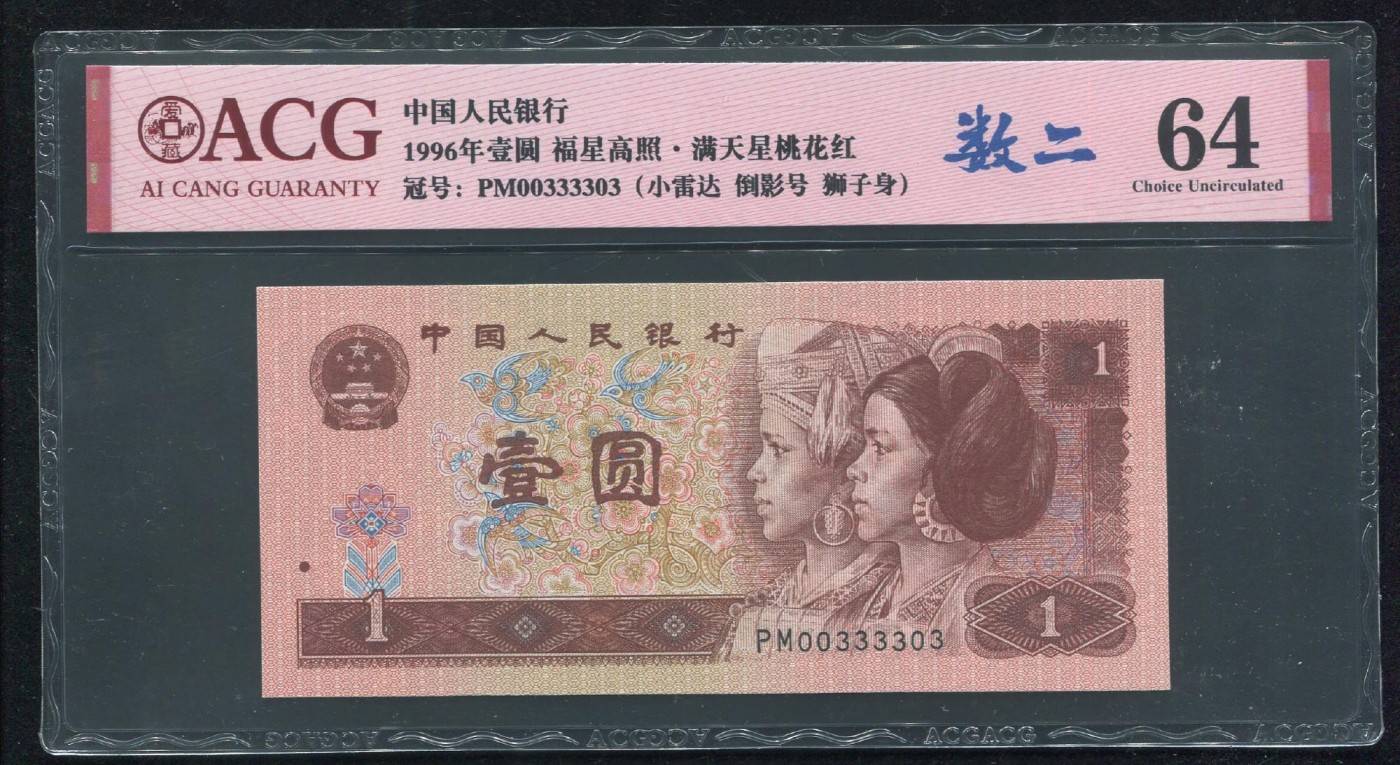 爱藏
ACG
AI CANG GUARANTY
中国人民银行
1996年壹圆 福星高照·满天星桃花红
冠号：PM00333303（小雷达 倒影号 狮子身）
数二
64
Choice Uncirculated
中国人民银行
1
壹圆
1
PM00333303
1